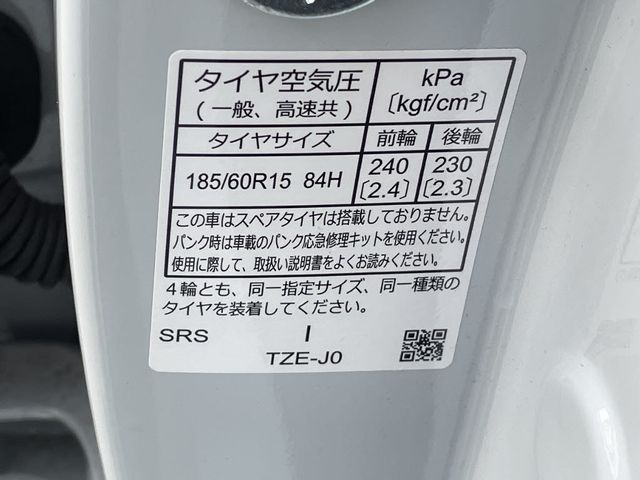 タイヤ空気圧
(一般、高速共)
kPa
〔kgf/cm²〕
タイヤサイズ 前輪 後輪
185/60R15 84H 240 230
〔2.4〕 〔2.3〕
この車はスペアタイヤは搭載しておりません。
パンク時は車載のパンク応急修理キットを使用ください。
使用に際して、取扱い説明書をよくお読みください。
4輪とも、同一指定サイズ、同一種類の
タイヤを装着してください。
SRS I
TZE-J0